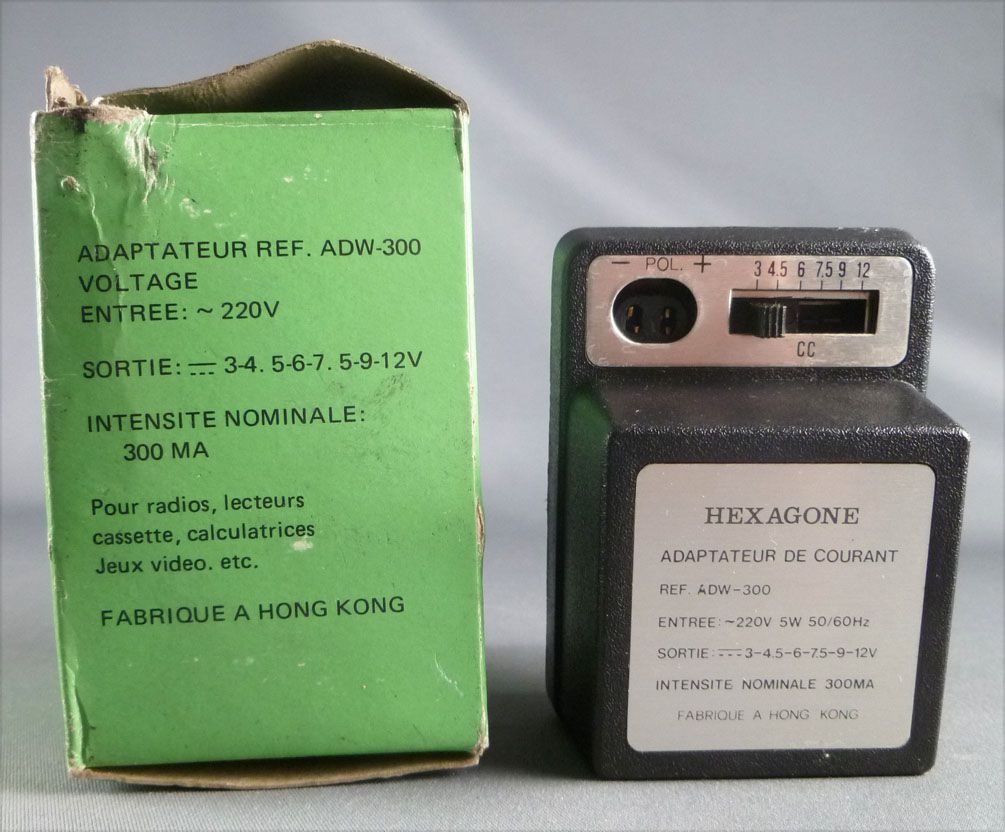 ADAPTATEUR REF. ADW-300
VOLTAGE
ENTREE: ~ 220V
SORTIE: ⎓ 3-4. 5-6-7. 5-9-12V
INTENSITE NOMINALE:
300 MA
Pour radios, lecteurs
cassette, calculatrices
Jeux video. etc.
FABRIQUE A HONG KONG
− POL. +
3 4.5 6 7.5 9 12
CC
HEXAGONE
ADAPTATEUR DE COURANT
REF. ADW-300
ENTREE: ~220V 5W 50/60Hz
SORTIE: ⎓ 3-4.5-6-7.5-9-12V
INTENSITE NOMINALE 300MA
FABRIQUE A HONG KONG